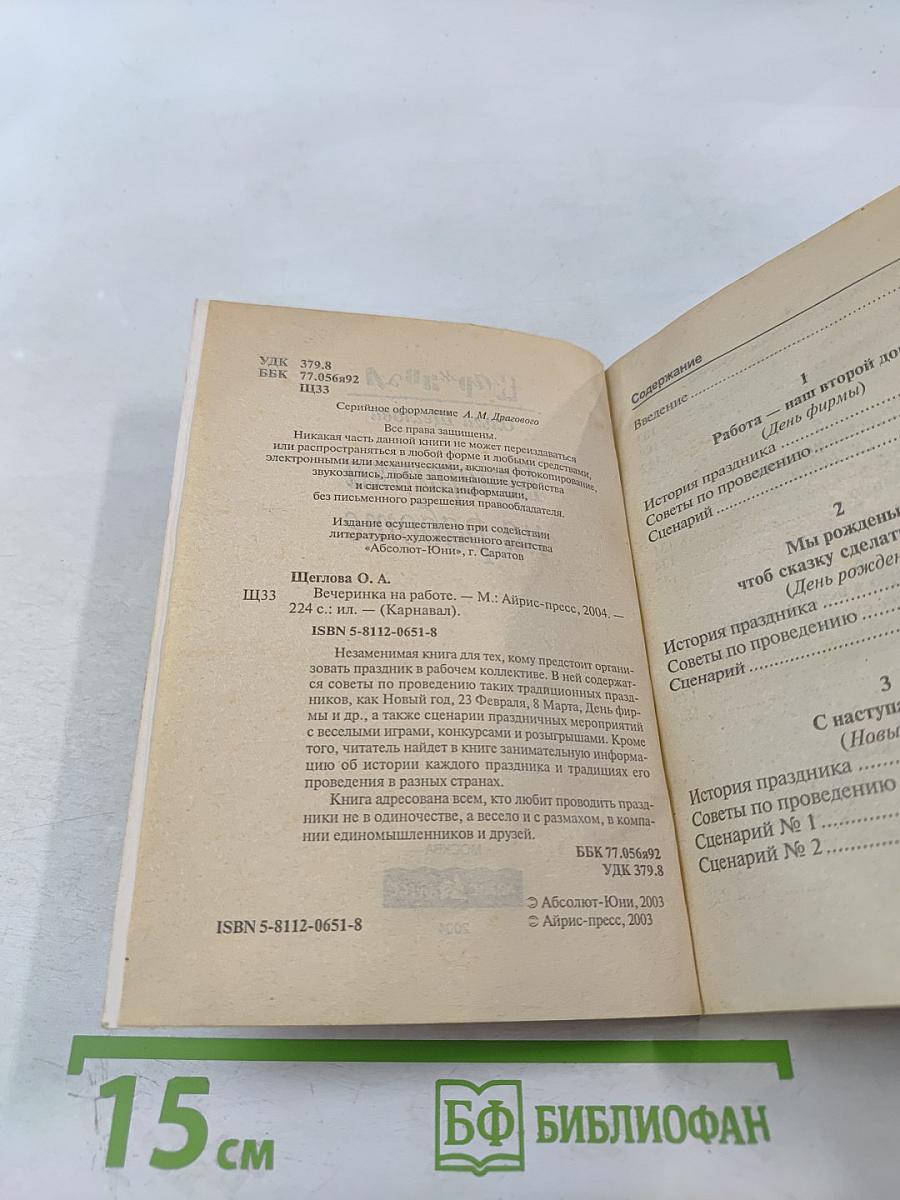 УДК 379.8
ББК 77.056я92
Щ33
Серийное оформление А. М. Драгового
Все права защищены.
Никакая часть данной книги не может переиздаваться
или распространяться в любой форме и любыми средствами,
электронными или механическими, включая фотокопирование,
звукозапись, любые запоминающие устройства
и системы поиска информации,
без письменного разрешения правообладателя.
Издание осуществлено при содействии
литературно-художественного агентства
«Абсолют-Юни», г. Саратов
Щеглова О. А.
Щ33 Вечеринка на работе. — М.: Айрис-пресс, 2004. —
224 с.: ил. — (Карнавал).
ISBN 5-8112-0651-8
Незаменимая книга для тех, кому предстоит органи-
зовать праздник в рабочем коллективе. В ней содержат-
ся советы по проведению таких традиционных празд-
ников, как Новый год, 23 Февраля, 8 Марта, День фир-
мы и др., а также сценарии праздничных мероприятий
с веселыми играми, конкурсами и розыгрышами. Кроме
того, читатель найдет в книге занимательную информа-
цию об истории каждого праздника и традициях его
проведения в разных странах.
Книга адресована всем, кто любит проводить празд-
ники не в одиночестве, а весело и с размахом, в компа-
нии единомышленников и друзей.
ББК 77.056я92
УДК 379.8
© Абсолют-Юни, 2003
© Айрис-пресс, 2003
ISBN 5-8112-0651-8
Содержание
Введение
1
Работа — наш второй до
(День фирмы)
История праздника
Советы по проведению
Сценарий
2
Мы рождены
чтоб сказку сделат
(День рожден
История праздника
Советы по проведению
Сценарий
3
С наступа
(Новы
История праздника
Советы по проведению
Сценарий № 1
Сценарий № 2
15 см
БФ БИБЛИОФАН